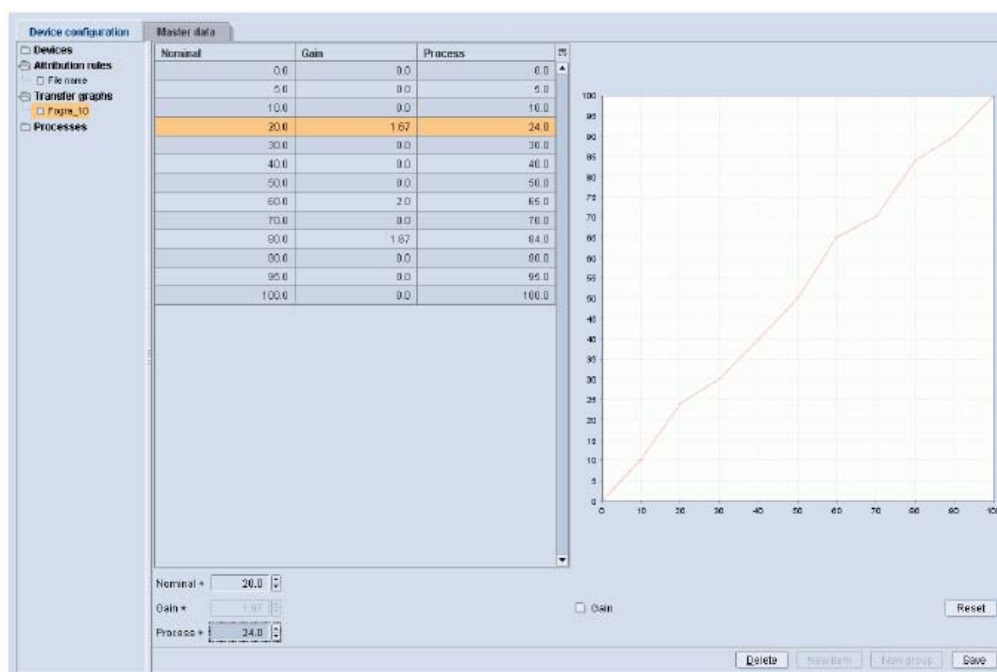 Device configuration Master data
Devices
Attribution rules
File name
Transfer graphs
Fogra_10
Processes
Nominal Gain Process
0.0 0.0 0.0
5.0 0.0 5.0
10.0 0.0 10.0
20.0 1.67 24.0
30.0 0.0 30.0
40.0 0.0 40.0
50.0 0.0 50.0
60.0 2.0 65.0
70.0 0.0 70.0
80.0 1.67 84.0
90.0 0.0 90.0
95.0 0.0 95.0
100.0 0.0 100.0
100
95
90
85
80
75
70
65
60
55
50
45
40
35
30
25
20
15
10
5
0
0 10 20 30 40 50 60 70 80 90 100
Nominal + 20.0
Gain × 1.67
Gain
Reset
Process + 24.0
Delete New item New group Save